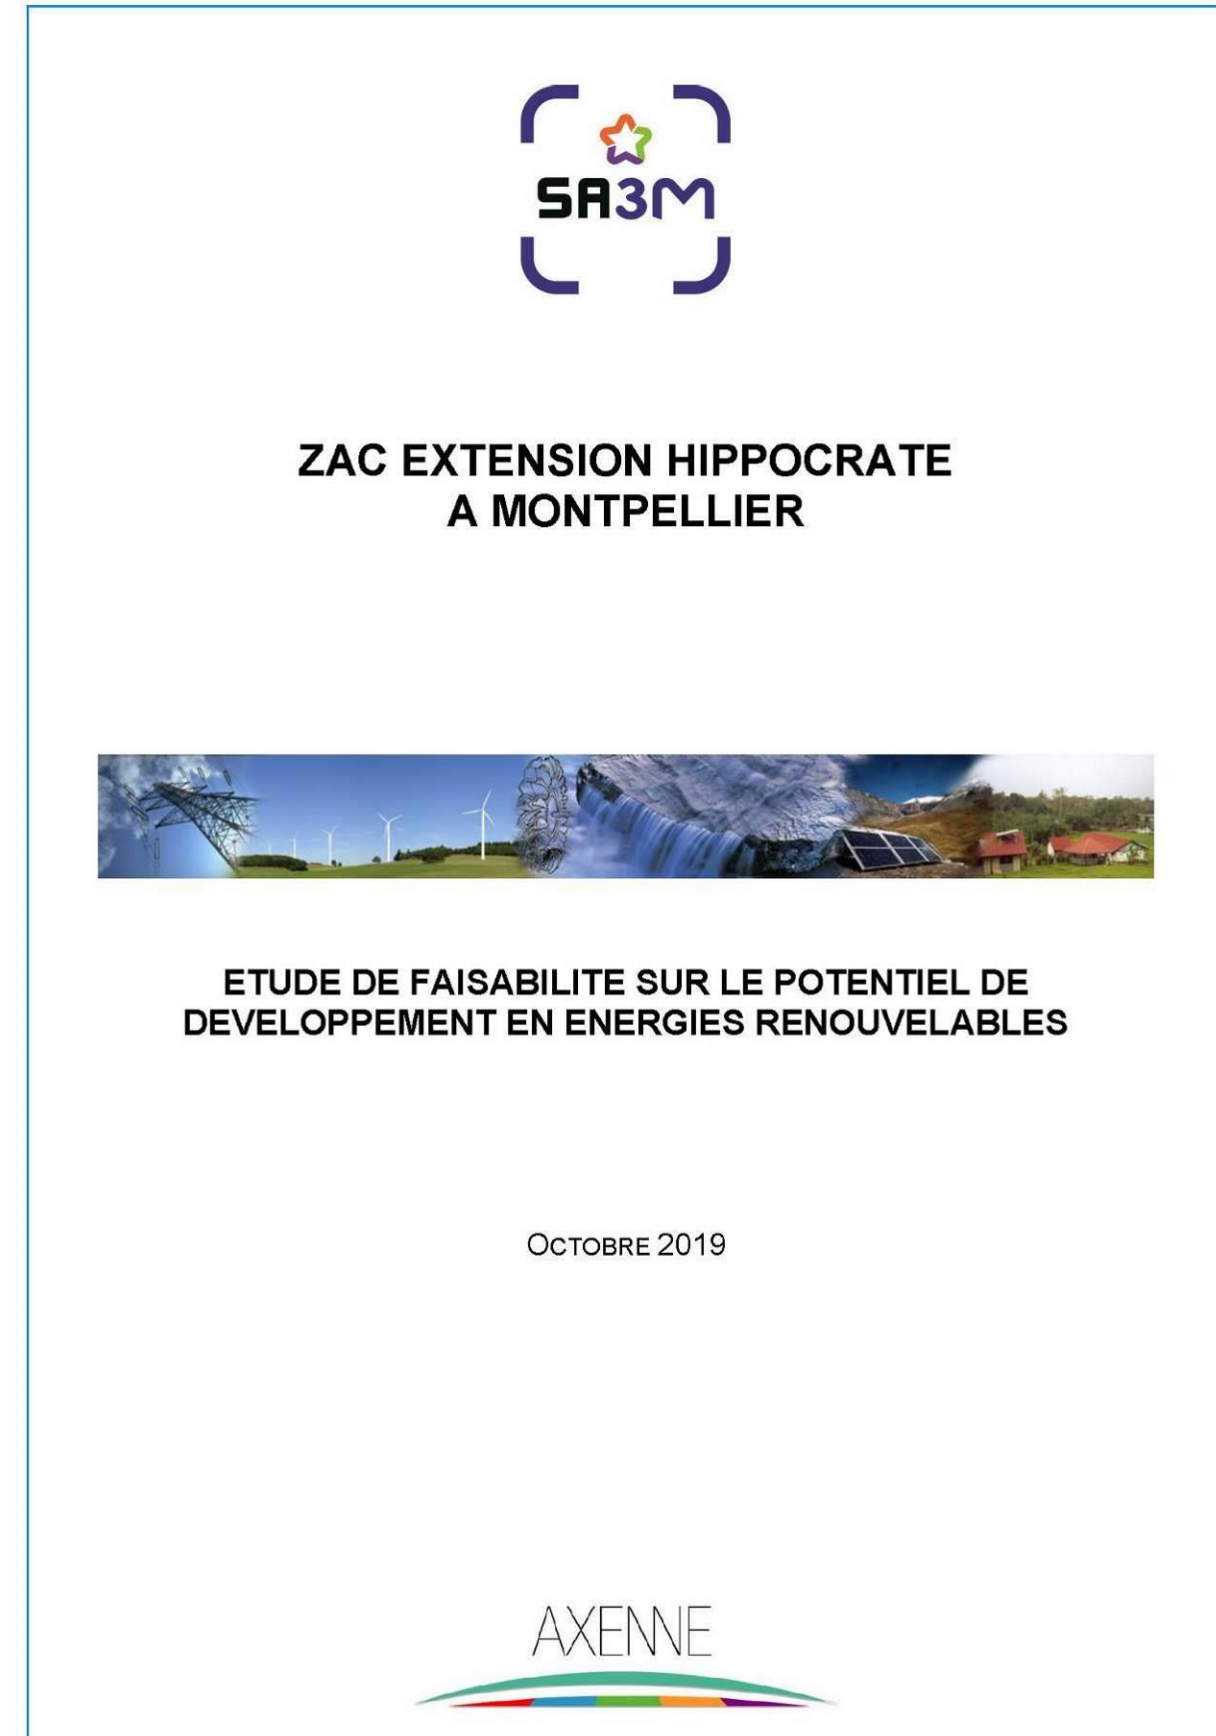 SA3M
ZAC EXTENSION HIPPOCRATE
A MONTPELLIER
ETUDE DE FAISABILITE SUR LE POTENTIEL DE
DEVELOPPEMENT EN ENERGIES RENOUVELABLES
OCTOBRE 2019
AXENNE